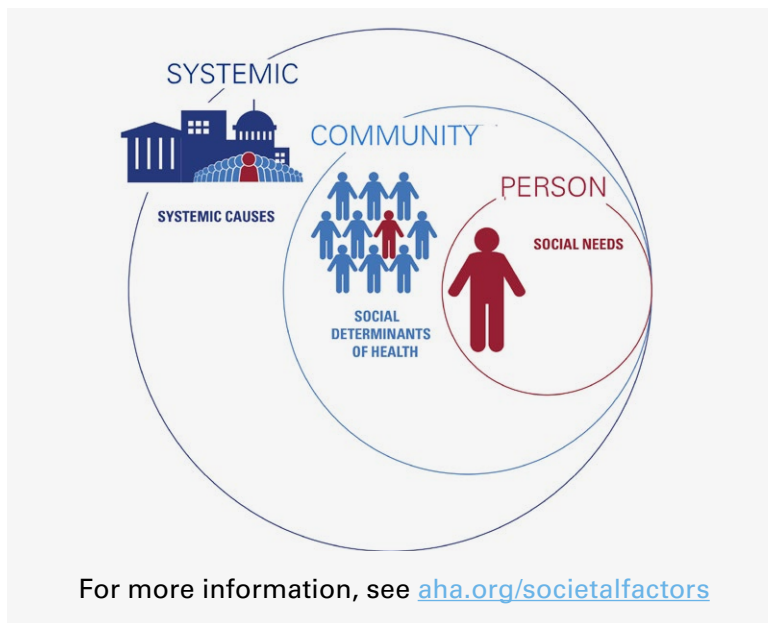 SYSTEMIC
SYSTEMIC CAUSES
COMMUNITY
SOCIAL
DETERMINANTS
OF HEALTH
PERSON
SOCIAL NEEDS
For more information, see aha.org/societalfactors